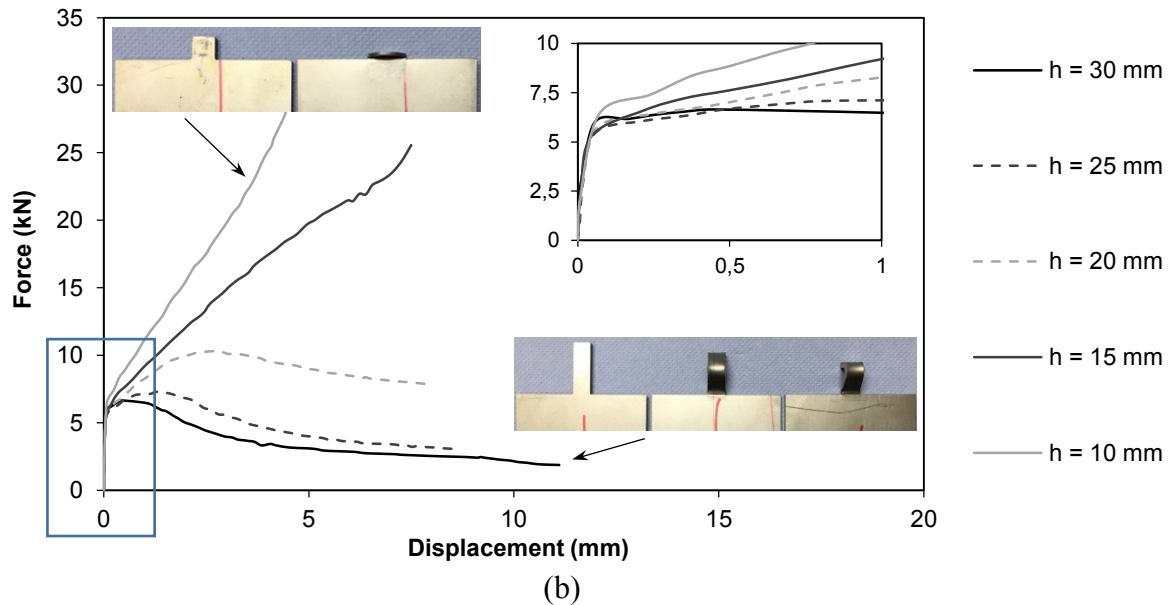 35
30
25
20
15
10
5
0
Force (kN)
0
5
10
15
20
Displacement (mm)
10
7,5
5
2,5
0
0
0,5
1
h = 30 mm
h = 25 mm
h = 20 mm
h = 15 mm
h = 10 mm
(b)